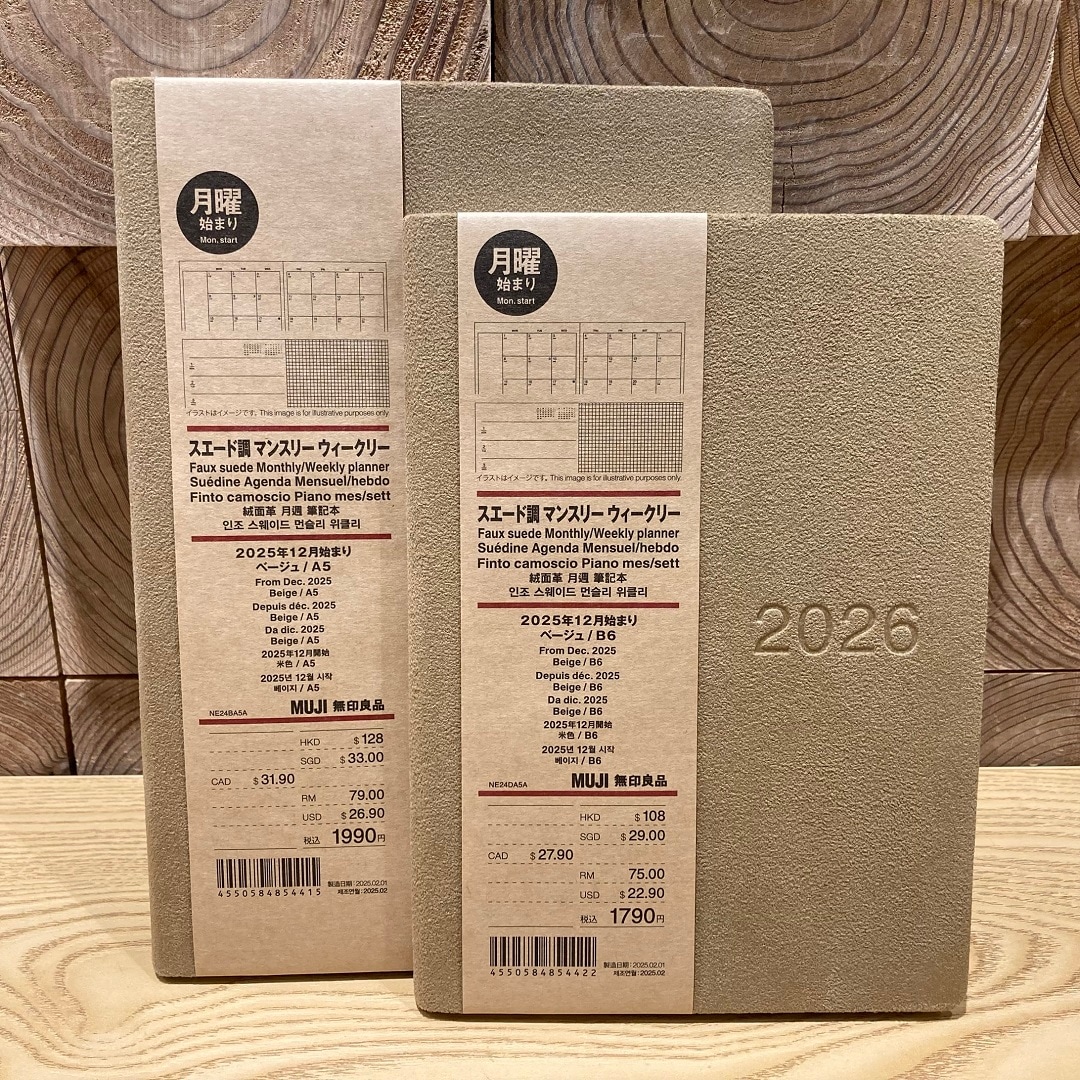 月曜
始まり
Mon. start
イラストはイメージです。This image is for illustrative purposes only.
スエード調 マンスリー ウィークリー
Faux suede Monthly/Weekly planner
Suédine Agenda Mensuel/hebdo
Finto camoscio Piano mes/sett
絨面革 月週 筆記本
인조 스웨이드 먼슬리 위클리
2025年12月始まり
ベージュ / A5
From Dec. 2025
Beige / A5
Depuis déc. 2025
Beige / A5
Da dic. 2025
Beige / A5
2025年12月開始
米色 / A5
2025년 12월 시작
베이지 / A5
NE24BA5A MUJI 無印良品
HKD $ 128
SGD $ 33.00
CAD $ 31.90
RM 79.00
USD $ 26.90
税込 1990円
4550584854415
製造日期 : 2025.02.01
제조연월 : 2025.02
月曜
始まり
Mon. start
イラストはイメージです。This image is for illustrative purposes only.
スエード調 マンスリー ウィークリー
Faux suede Monthly/Weekly planner
Suédine Agenda Mensuel/hebdo
Finto camoscio Piano mes/sett
絨面革 月週 筆記本
인조 스웨이드 먼슬리 위클리
2025年12月始まり
ベージュ / B6
From Dec. 2025
Beige / B6
Depuis déc. 2025
Beige / B6
Da dic. 2025
Beige / B6
2025年12月開始
米色 / B6
2025년 12월 시작
베이지 / B6
NE24DA5A MUJI 無印良品
HKD $ 108
SGD $ 29.00
CAD $ 27.90
RM 75.00
USD $ 22.90
税込 1790円
4550584854422
製造日期 : 2025.02.01
제조연월 : 2025.02
2026